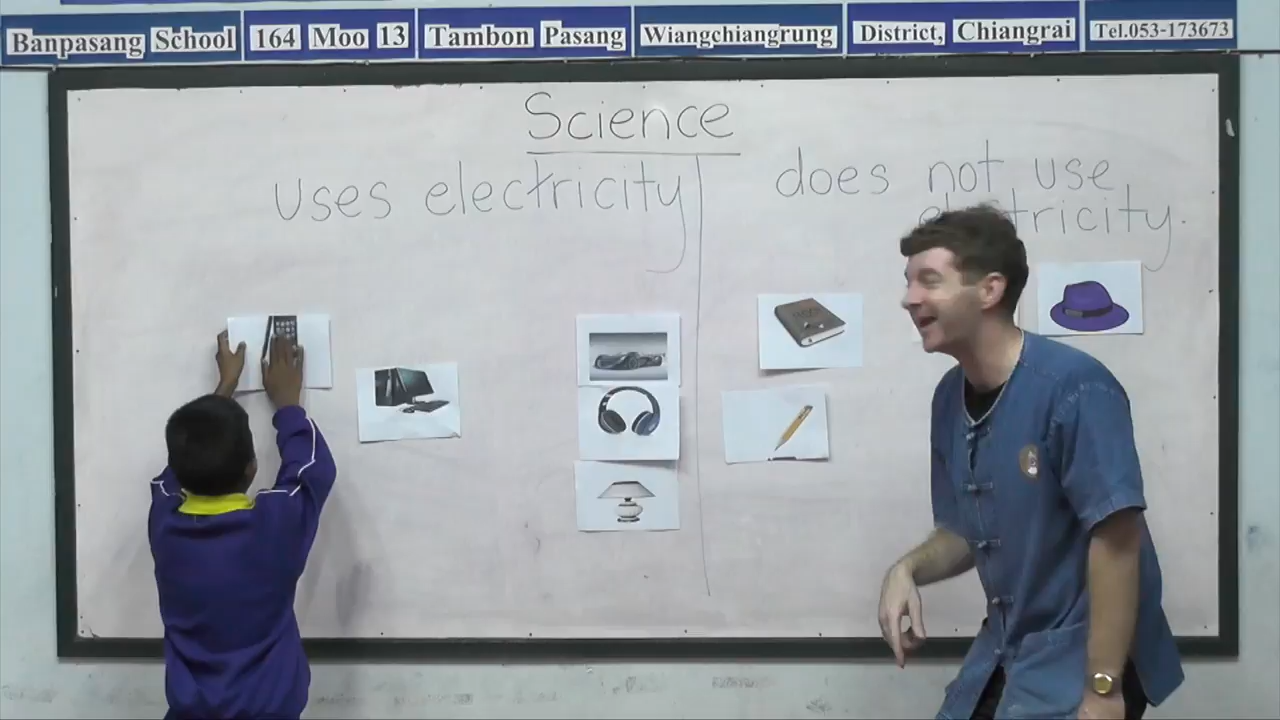 Banpasang School 164 Moo 13 Tambon Pasang Wiangchiangrung District, Chiangrai Tel.053-173673
Science
uses electricity
does not use
electricity.